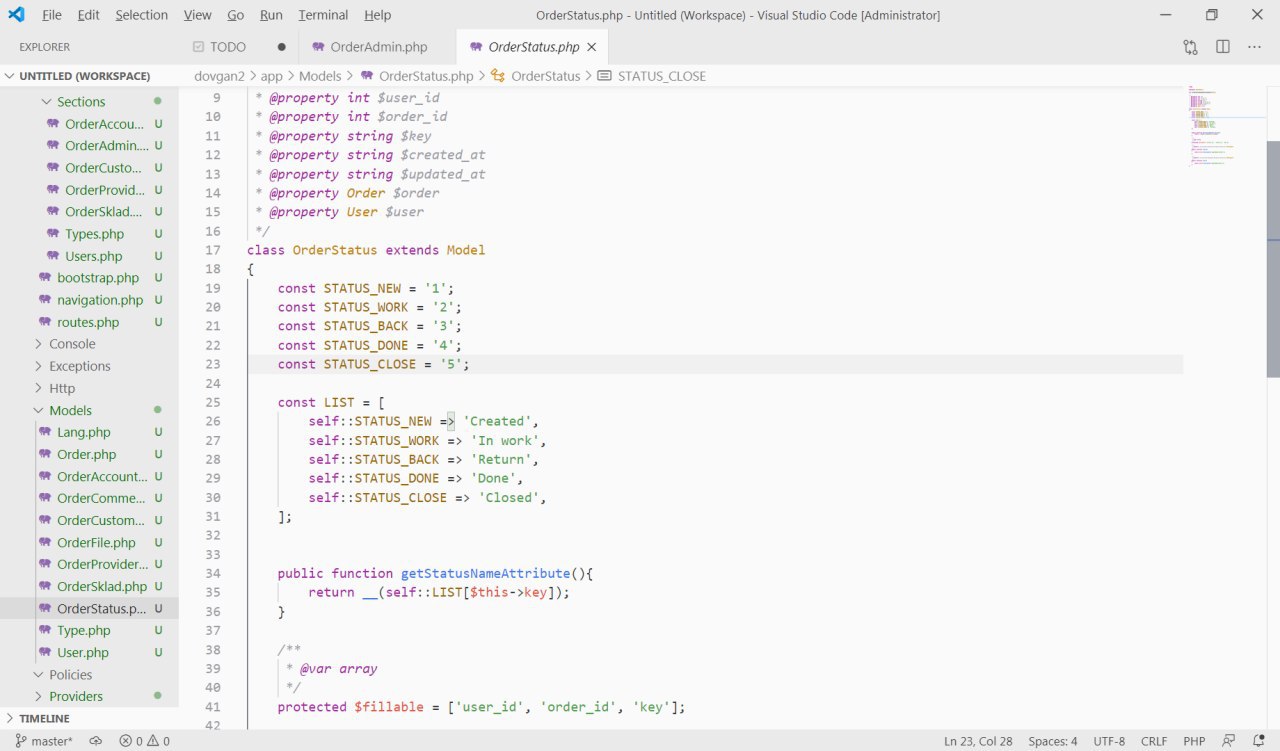 File Edit Selection View Go Run Terminal Help OrderStatus.php - Untitled (Workspace) - Visual Studio Code [Administrator]
EXPLORER
TODO
OrderAdmin.php
OrderStatus.php
UNTITLED (WORKSPACE)
dovgan2 > app > Models > OrderStatus.php > OrderStatus > STATUS_CLOSE
Sections
OrderAccou... U
OrderAdmin.... U
OrderCusto... U
OrderProvid... U
OrderSklad.... U
Types.php U
Users.php U
bootstrap.php U
navigation.php U
routes.php U
Console
Exceptions
Http
Models
Lang.php U
Order.php U
OrderAccount... U
OrderComme... U
OrderCustom... U
OrderFile.php U
OrderProvider... U
OrderSklad.php U
OrderStatus.p... U
Type.php U
User.php U
Policies
Providers
TIMELINE
9 * @property int $user_id
10 * @property int $order_id
11 * @property string $key
12 * @property string $created_at
13 * @property string $updated_at
14 * @property Order $order
15 * @property User $user
16 */
17 class OrderStatus extends Model
18 {
19 const STATUS_NEW = '1';
20 const STATUS_WORK = '2';
21 const STATUS_BACK = '3';
22 const STATUS_DONE = '4';
23 const STATUS_CLOSE = '5';
24
25 const LIST = [
26 self::STATUS_NEW => 'Created',
27 self::STATUS_WORK => 'In work',
28 self::STATUS_BACK => 'Return',
29 self::STATUS_DONE => 'Done',
30 self::STATUS_CLOSE => 'Closed',
31 ];
32
33
34 public function getStatusNameAttribute(){
35 return __(self::LIST[$this->key]);
36 }
37
38 /**
39 * @var array
40 */
41 protected $fillable = ['user_id', 'order_id', 'key'];
42
master* 0 0 Ln 23, Col 28 Spaces: 4 UTF-8 CRLF PHP